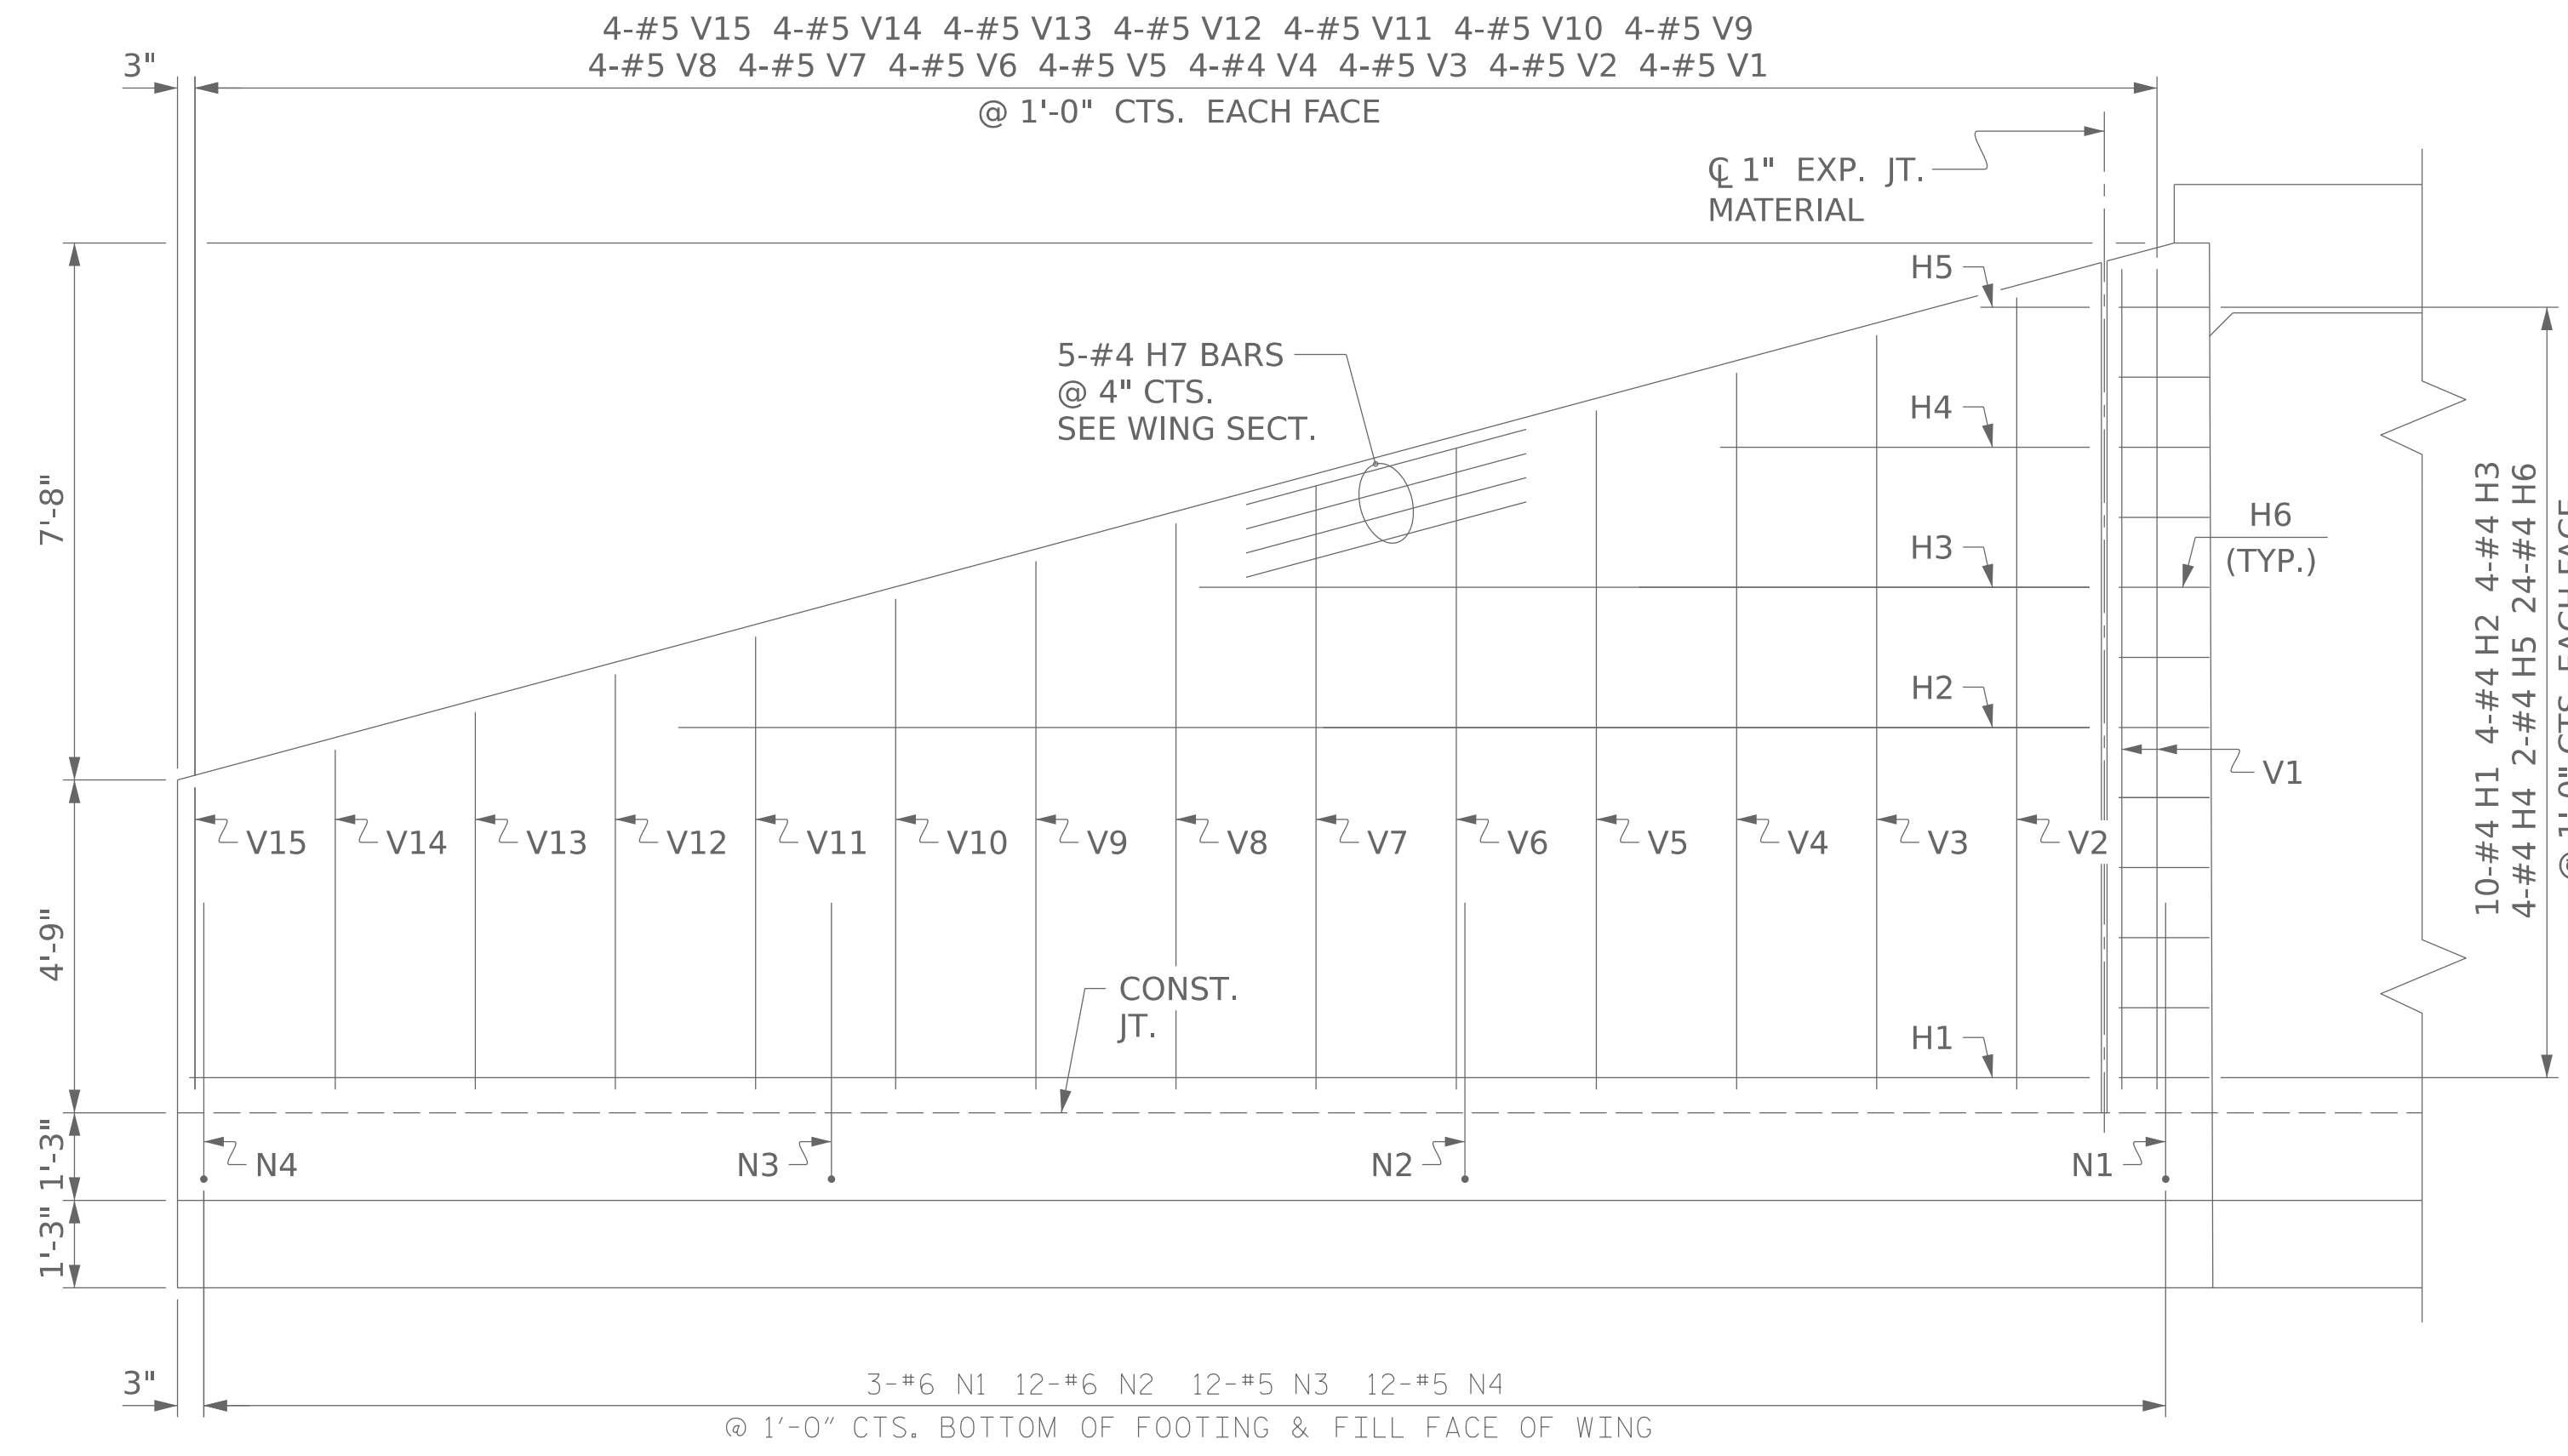 4-#5 V15 4-#5 V14 4-#5 V13 4-#5 V12 4-#5 V11 4-#5 V10 4-#5 V9
4-#5 V8 4-#5 V7 4-#5 V6 4-#5 V5 4-#4 V4 4-#5 V3 4-#5 V2 4-#5 V1
3"
@ 1'-0" CTS. EACH FACE
℄ 1" EXP. JT.
MATERIAL
H5
5-#4 H7 BARS
@ 4" CTS.
SEE WING SECT.
H4
7'-8"
H3
H6
(TYP.)
H2
10-#4 H1 4-#4 H2 4-#4 H3
4-#4 H4 2-#4 H5 24-#4 H6
@ 1'-0" CTS. EACH FACE
V1
V15
V14
V13
V12
V11
V10
V9
V8
V7
V6
V5
V4
V3
V2
4'-9"
CONST.
JT.
H1
1'-3"
N4
N3
N2
N1
1'-3"
3"
3-#6 N1 12-#6 N2 12-#5 N3 12-#5 N4
@ 1'-0" CTS. BOTTOM OF FOOTING & FILL FACE OF WING